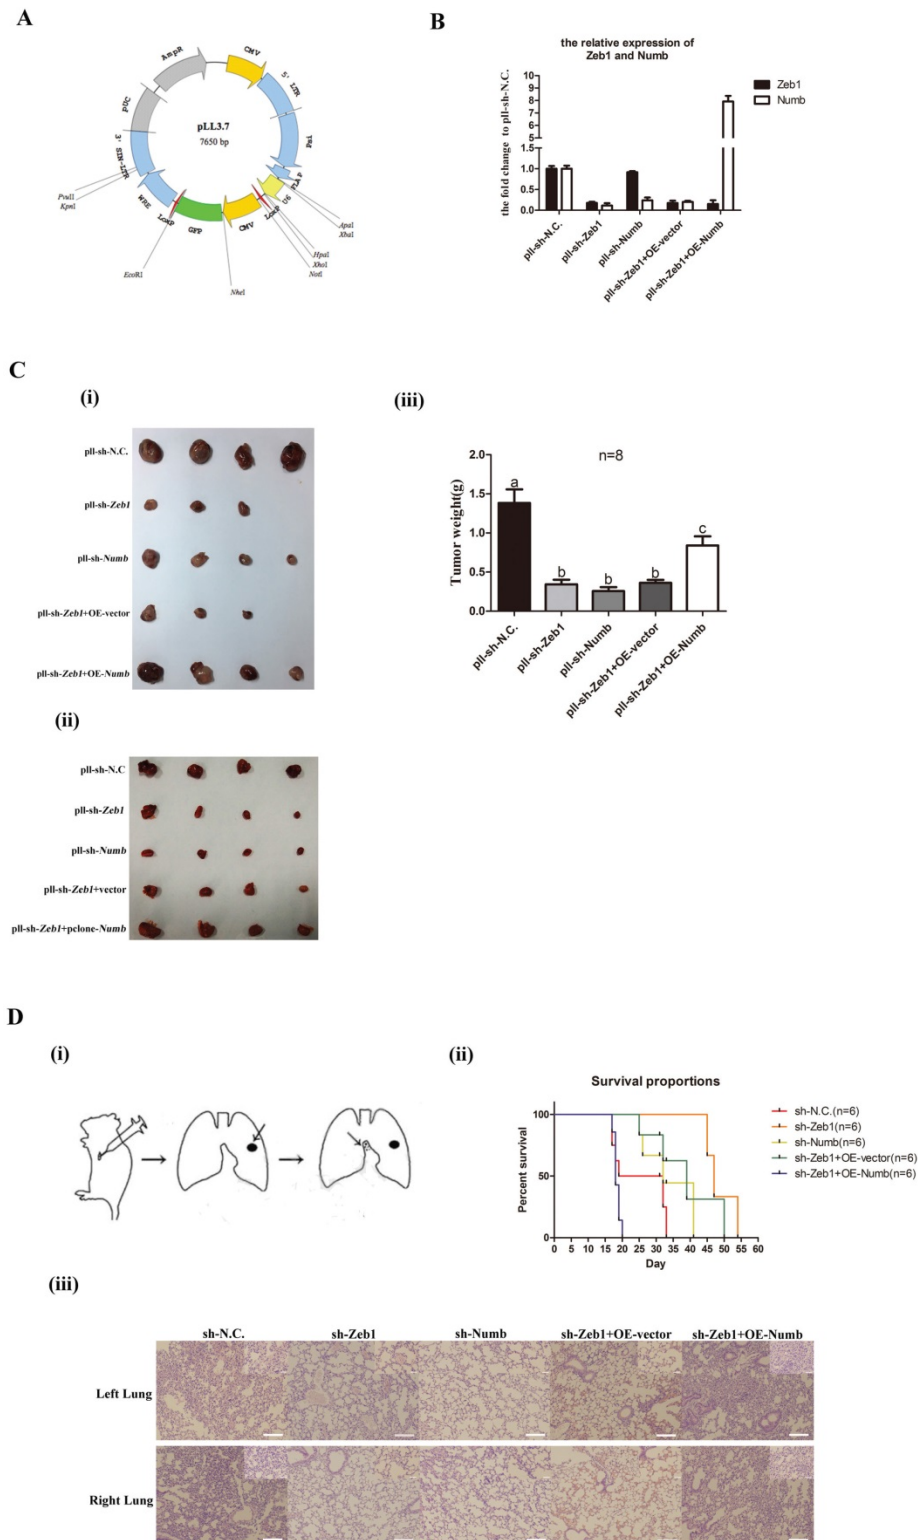 A
AmpR
CMV
5' LTR
Psi
FLAP
U6
LoxP
CMV
GFP
LoxP
WRE
3' SIN-LTR
pUC
pLL3.7
7650 bp
PvuII
KpnI
EcoRI
NheI
HpaI
XhoI
NotI
ApaI
XbaI
B
the relative expression of
Zeb1 and Numb
the fold change to pll-sh-N.C.
10
9
8
7
6
5
1.0
0.5
0.0
Zeb1
Numb
pll-sh-N.C.
pll-sh-Zeb1
pll-sh-Numb
pll-sh-Zeb1+OE-vector
pll-sh-Zeb1+OE-Numb
C
(i)
pll-sh-N.C.
pll-sh-Zeb1
pll-sh-Numb
pll-sh-Zeb1+OE-vector
pll-sh-Zeb1+OE-Numb
(ii)
pll-sh-N.C
pll-sh-Zeb1
pll-sh-Numb
pll-sh-Zeb1+vector
pll-sh-Zeb1+pclone-Numb
(iii)
n=8
Tumor weight(g)
2.0
1.5
1.0
0.5
0.0
a
b
b
b
c
pll-sh-N.C.
pll-sh-Zeb1
pll-sh-Numb
pll-sh-Zeb1+OE-vector
pll-sh-Zeb1+OE-Numb
D
(i)
(ii)
Survival proportions
Percent survival
100
50
0
0 5 10 15 20 25 30 35 40 45 50 55 60
Day
sh-N.C.(n=6)
sh-Zeb1(n=6)
sh-Numb(n=6)
sh-Zeb1+OE-vector(n=6)
sh-Zeb1+OE-Numb(n=6)
(iii)
sh-N.C. sh-Zeb1 sh-Numb sh-Zeb1+OE-vector sh-Zeb1+OE-Numb
Left Lung
Right Lung